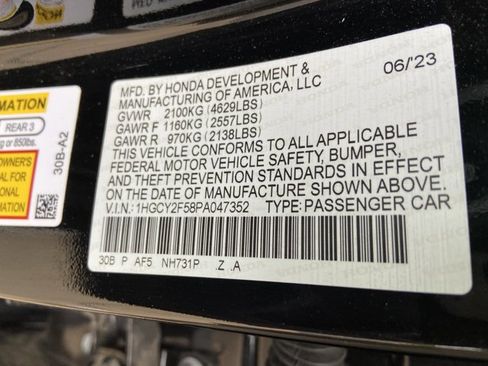 MFD. BY HONDA DEVELOPMENT & 06/23
MANUFACTURING OF AMERICA, LLC
GVWR 2100KG (4629LBS)
GAWR F 1160KG (2557LBS)
GAWR R 970KG (2138LBS)
THIS VEHICLE CONFORMS TO ALL APPLICABLE
FEDERAL MOTOR VEHICLE SAFETY, BUMPER,
AND THEFT PREVENTION STANDARDS IN EFFECT
ON THE DATE OF MANUFACTURE SHOWN ABOVE.
V.I.N.: 1HGCY2F58PA047352 TYPE: PASSENGER CAR
30B P AF5 NH731P .Z .A
REAR 3
or 850lbs.
30B-A2